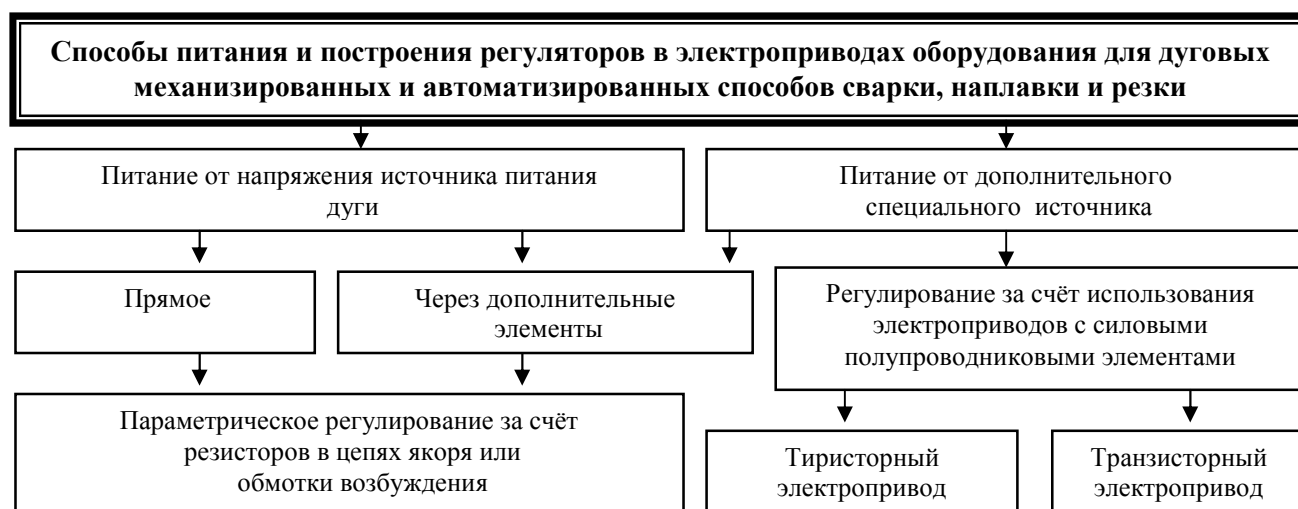 Способы питания и построения регуляторов в электроприводах оборудования для дуговых
механизированных и автоматизированных способов сварки, наплавки и резки
Питание от напряжения источника питания
дуги
Питание от дополнительного
специального источника
Прямое
Через дополнительные
элементы
Регулирование за счёт использования
электроприводов с силовыми
полупроводниковыми элементами
Параметрическое регулирование за счёт
резисторов в цепях якоря или
обмотки возбуждения
Тиристорный
электропривод
Транзисторный
электропривод